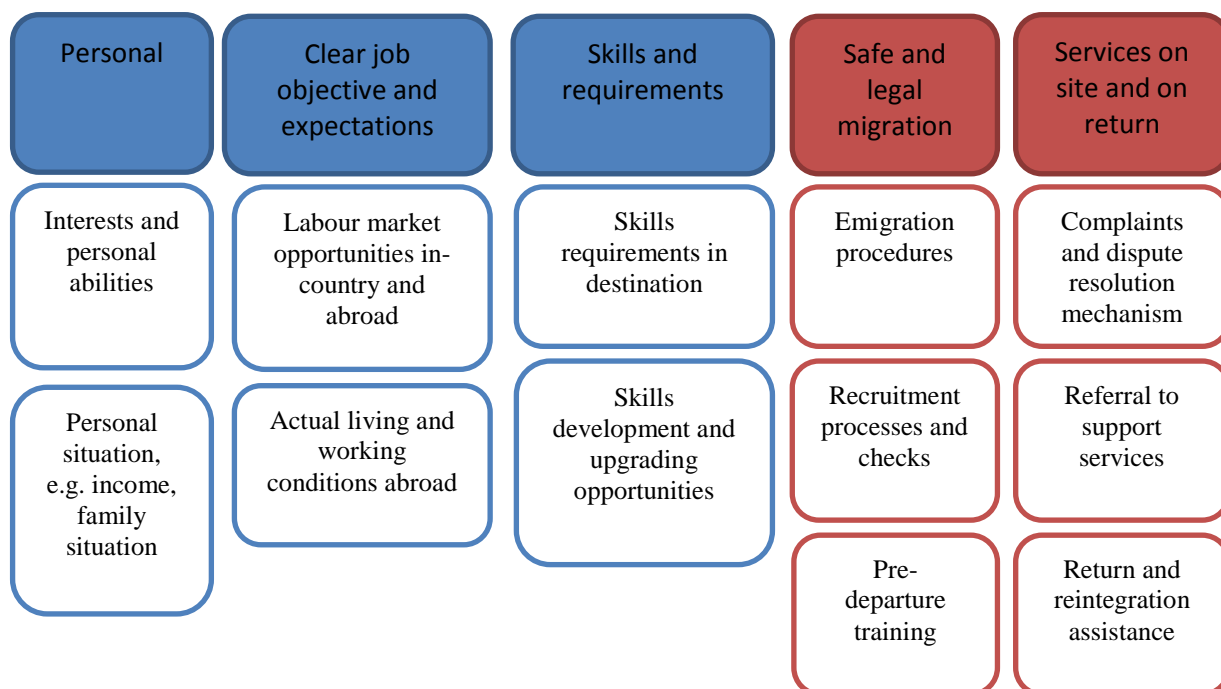 Personal
Clear job
objective and
expectations
Skills and
requirements
Safe and
legal
migration
Services on
site and on
return
Interests and
personal
abilities
Labour market
opportunities in-
country and
abroad
Skills
requirements in
destination
Emigration
procedures
Complaints
and dispute
resolution
mechanism
Personal
situation,
e.g. income,
family
situation
Actual living and
working
conditions abroad
Skills
development and
upgrading
opportunities
Recruitment
processes and
checks
Referral to
support
services
Pre-
departure
training
Return and
reintegration
assistance